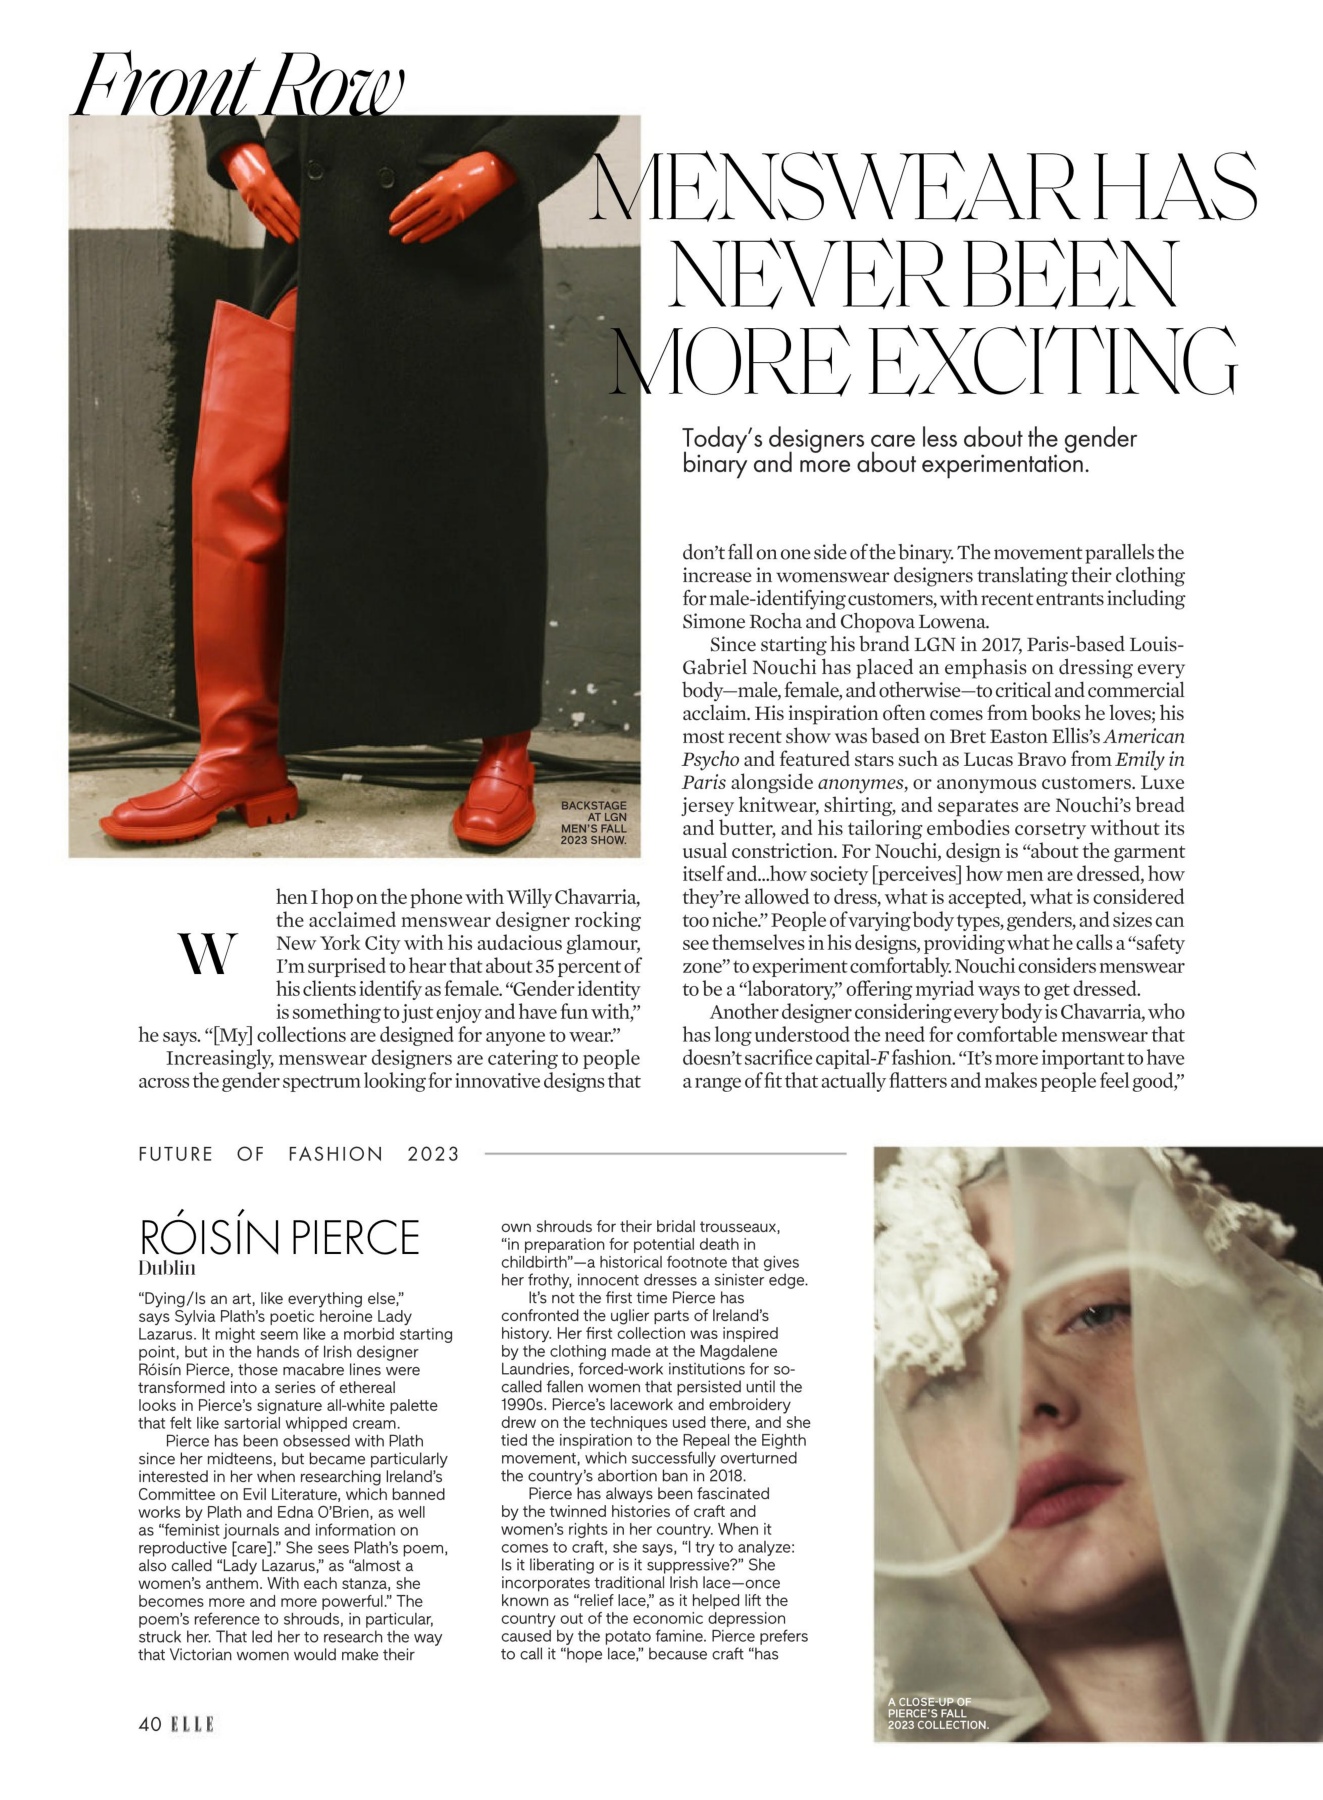 Front Row
MENSWEAR HAS
NEVER BEEN
MORE EXCITING
Today's designers care less about the gender
binary and more about experimentation.
BACKSTAGE
AT LGN
MEN'S FALL
2023 SHOW.
When I hop on the phone with Willy Chavarria,
the acclaimed menswear designer rocking
New York City with his audacious glamour,
I'm surprised to hear that about 35 percent of
his clients identify as female. “Gender identity
is something to just enjoy and have fun with,”
he says. “[My] collections are designed for anyone to wear.”
Increasingly, menswear designers are catering to people
across the gender spectrum looking for innovative designs that
don't fall on one side of the binary. The movement parallels the
increase in womenswear designers translating their clothing
for male-identifying customers, with recent entrants including
Simone Rocha and Chopova Lowena.
Since starting his brand LGN in 2017, Paris-based Louis-
Gabriel Nouchi has placed an emphasis on dressing every
body—male, female, and otherwise—to critical and commercial
acclaim. His inspiration often comes from books he loves; his
most recent show was based on Bret Easton Ellis's American
Psycho and featured stars such as Lucas Bravo from Emily in
Paris alongside anonymes, or anonymous customers. Luxe
jersey knitwear, shirting, and separates are Nouchi's bread
and butter, and his tailoring embodies corsetry without its
usual constriction. For Nouchi, design is “about the garment
itself and...how society [perceives] how men are dressed, how
they're allowed to dress, what is accepted, what is considered
too niche.” People of varying body types, genders, and sizes can
see themselves in his designs, providing what he calls a “safety
zone” to experiment comfortably. Nouchi considers menswear
to be a “laboratory,” offering myriad ways to get dressed.
Another designer considering every body is Chavarria, who
has long understood the need for comfortable menswear that
doesn't sacrifice capital-F fashion. “It's more important to have
a range of fit that actually flatters and makes people feel good,”
FUTURE OF FASHION 2023
RÓISÍN PIERCE
Dublin
“Dying/Is an art, like everything else,”
says Sylvia Plath's poetic heroine Lady
Lazarus. It might seem like a morbid starting
point, but in the hands of Irish designer
Róisín Pierce, those macabre lines were
transformed into a series of ethereal
looks in Pierce's signature all-white palette
that felt like sartorial whipped cream.
Pierce has been obsessed with Plath
since her midteens, but became particularly
interested in her when researching Ireland's
Committee on Evil Literature, which banned
works by Plath and Edna O'Brien, as well
as “feminist journals and information on
reproductive [care].” She sees Plath's poem,
also called “Lady Lazarus,” as “almost a
women's anthem. With each stanza, she
becomes more and more powerful.” The
poem's reference to shrouds, in particular,
struck her. That led her to research the way
that Victorian women would make their
own shrouds for their bridal trousseaux,
“in preparation for potential death in
childbirth”—a historical footnote that gives
her frothy, innocent dresses a sinister edge.
It's not the first time Pierce has
confronted the uglier parts of Ireland's
history. Her first collection was inspired
by the clothing made at the Magdalene
Laundries, forced-work institutions for so-
called fallen women that persisted until the
1990s. Pierce's lacework and embroidery
drew on the techniques used there, and she
tied the inspiration to the Repeal the Eighth
movement, which successfully overturned
the country's abortion ban in 2018.
Pierce has always been fascinated
by the twinned histories of craft and
women's rights in her country. When it
comes to craft, she says, “I try to analyze:
Is it liberating or is it suppressive?” She
incorporates traditional Irish lace—once
known as “relief lace,” as it helped lift the
country out of the economic depression
caused by the potato famine. Pierce prefers
to call it “hope lace,” because craft “has
A CLOSE-UP OF
PIERCE'S FALL
2023 COLLECTION.
40 ELLE